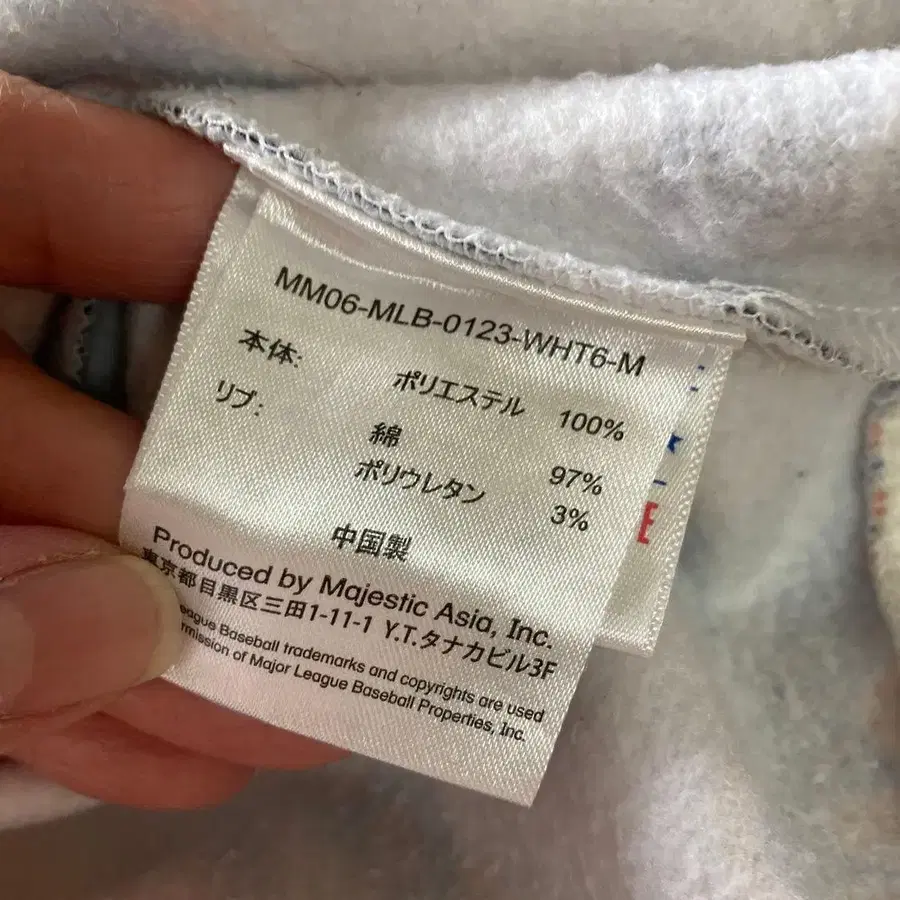 MM06-MLB-0123-WHT6-M
本体: ポリエステル 100%
リブ: 綿 97%
ポリウレタン 3%
中国製
Produced by Majestic Asia, Inc.
東京都目黒区三田1-11-1 Y.T.タナカビル3F
Baseball trademarks and copyrights are used
of Major League Baseball Properties, Inc.
E